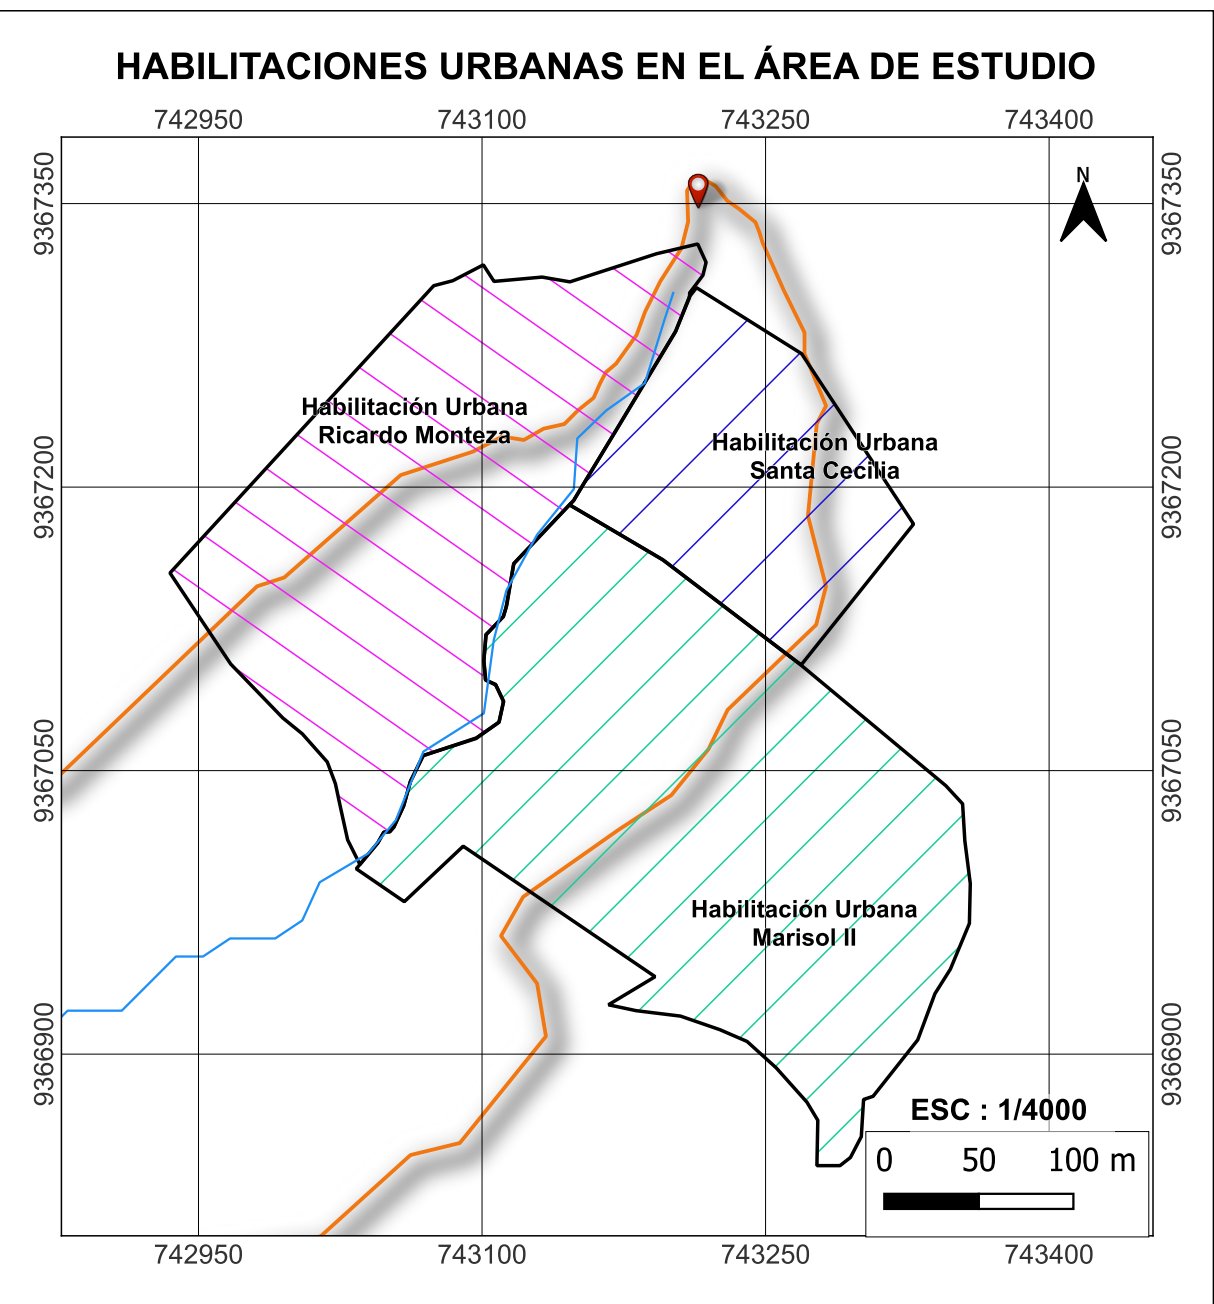 HABILITACIONES URBANAS EN EL ÁREA DE ESTUDIO
742950 743100 743250 743400
9367350 9367350
N
Habilitación Urbana
Ricardo Monteza
Habilitación Urbana
Santa Cecilia
9367200 9367200
9367050 9367050
Habilitación Urbana
Marisol II
9366900 9366900
ESC : 1/4000
0 50 100 m
742950 743100 743250 743400